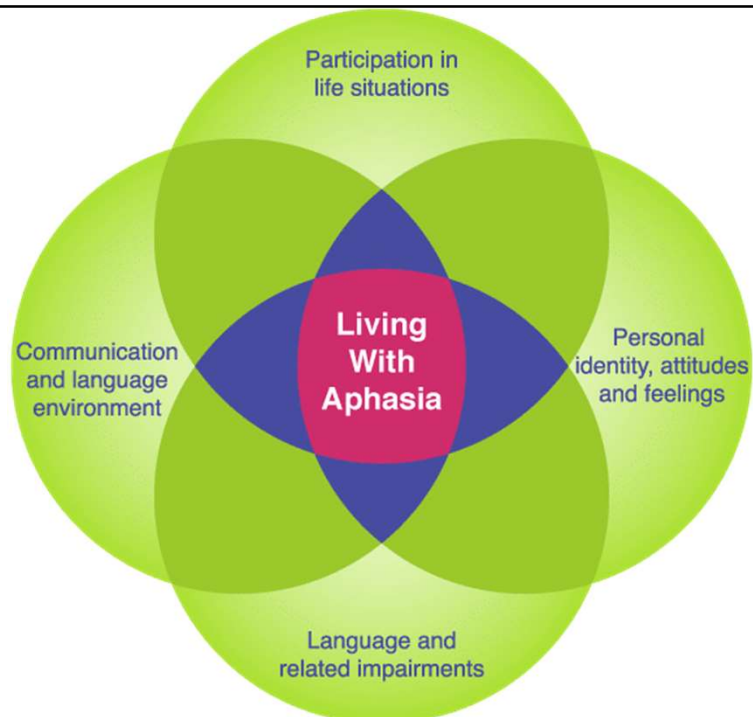 Participation in
life situations
Communication
and language
environment
Living
With
Aphasia
Personal
identity, attitudes
and feelings
Language and
related impairments